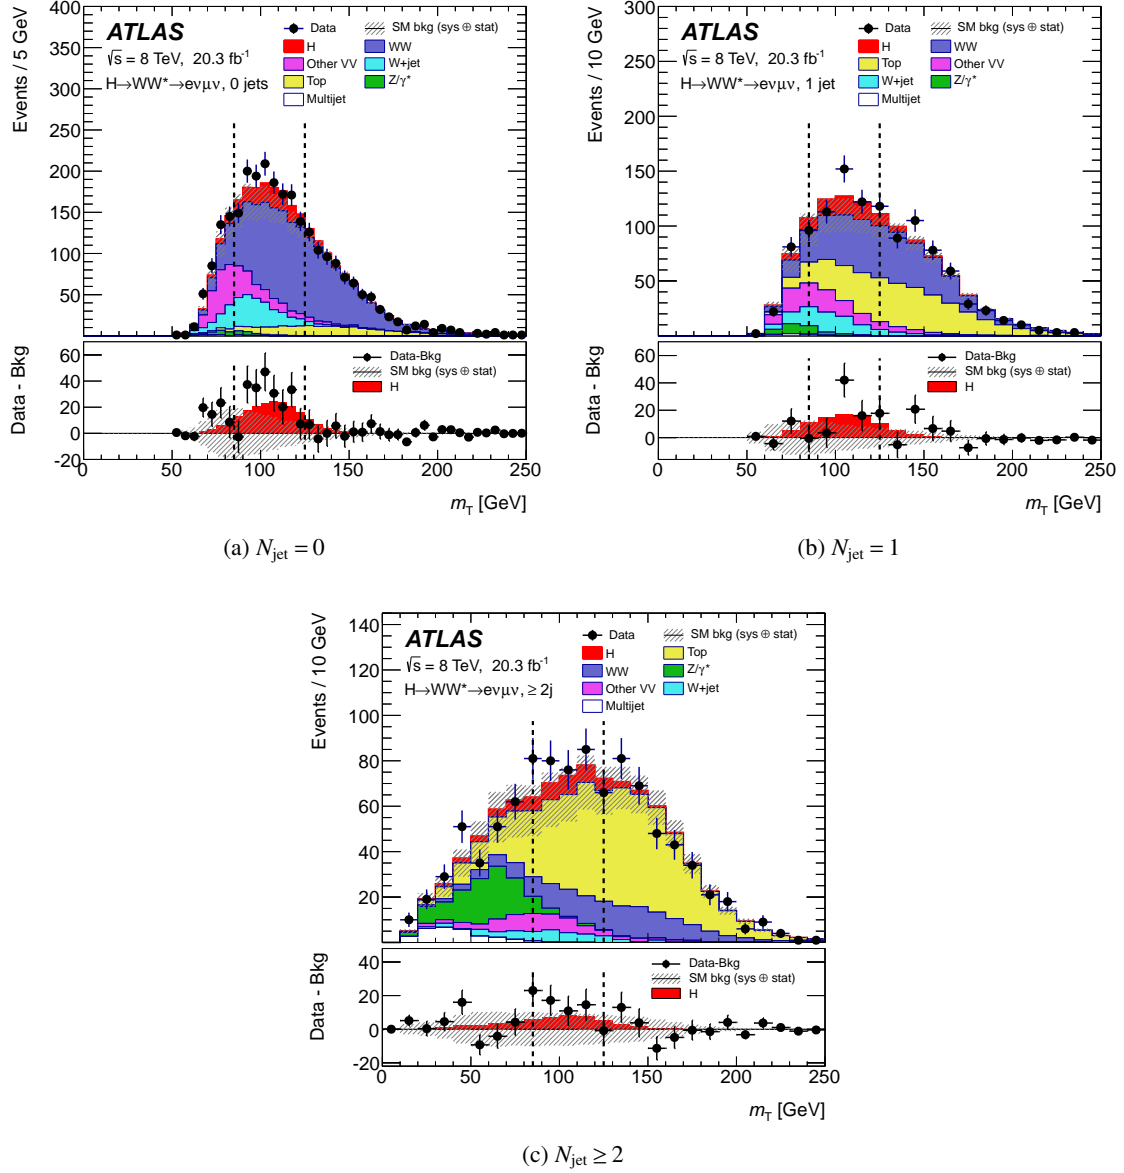 Events / 5 GeV
400
350
300
250
200
150
100
50
ATLAS
√s = 8 TeV, 20.3 fb⁻¹
H→WW*→eνμν, 0 jets
Data
SM bkg (sys ⊕ stat)
H
WW
Other VV
W+jet
Top
Z/γ*
Multijet
Data - Bkg
60
40
20
0
-20
Data-Bkg
SM bkg (sys ⊕ stat)
H
0 50 100 150 200 250
m_T [GeV]
(a) N_jet = 0
Events / 10 GeV
300
250
200
150
100
50
ATLAS
√s = 8 TeV, 20.3 fb⁻¹
H→WW*→eνμν, 1 jet
Data
SM bkg (sys ⊕ stat)
H
WW
Top
Other VV
W+jet
Z/γ*
Multijet
Data - Bkg
60
40
20
0
Data-Bkg
SM bkg (sys ⊕ stat)
H
0 50 100 150 200 250
m_T [GeV]
(b) N_jet = 1
Events / 10 GeV
140
120
100
80
60
40
20
ATLAS
√s = 8 TeV, 20.3 fb⁻¹
H→WW*→eνμν, ≥ 2j
Data
SM bkg (sys ⊕ stat)
H
Top
WW
Z/γ*
Other VV
W+jet
Multijet
Data - Bkg
40
20
0
-20
Data-Bkg
SM bkg (sys ⊕ stat)
H
0 50 100 150 200 250
m_T [GeV]
(c) N_jet ≥ 2